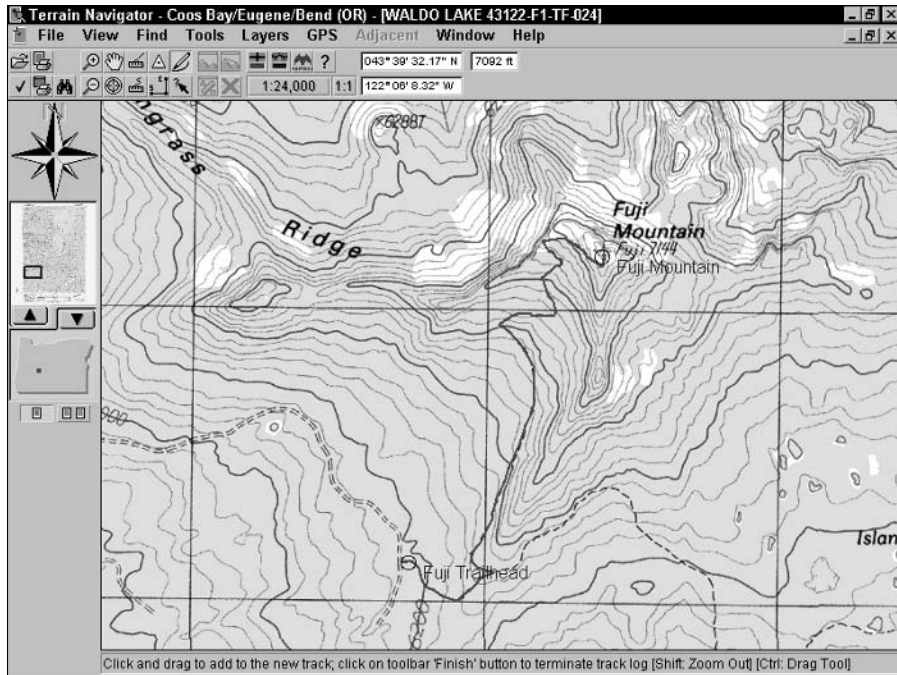 Terrain Navigator - Coos Bay/Eugene/Bend (OR) - [WALDO LAKE 43122-F1-TF-024]
File View Find Tools Layers GPS Adjacent Window Help
043° 39' 32.17" N 7092 ft
1:24,000 1:1 122° 06' 8.32" W
ngrass
Ridge
Fuji
Mountain
Fuji 7144
Fuji Mountain
000
Islan
Fuji Trailhead
6200
Click and drag to add to the new track; click on toolbar 'Finish' button to terminate track log [Shift: Zoom Out] [Ctrl: Drag Tool]